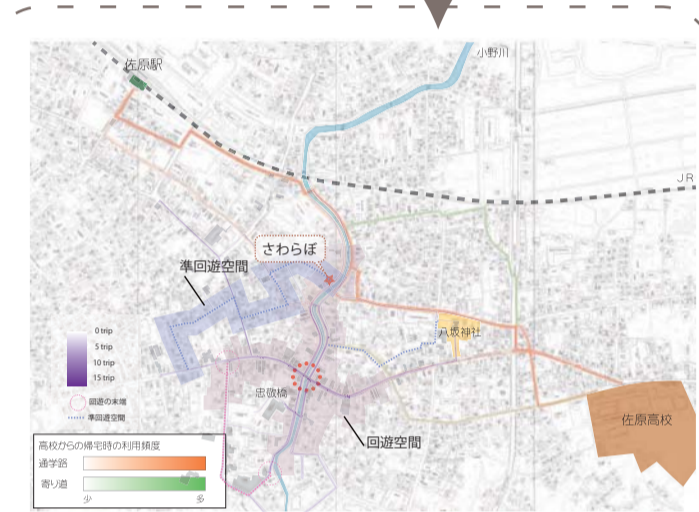 小野川
佐原駅
JR
さわらぼ
準回遊空間
八坂神社
0 trip
5 trip
10 trip
15 trip
回遊の末端
準回遊空間
忠敬橋
佐原高校
回遊空間
高校からの帰宅時の利用頻度
通学路
寄り道
少 多